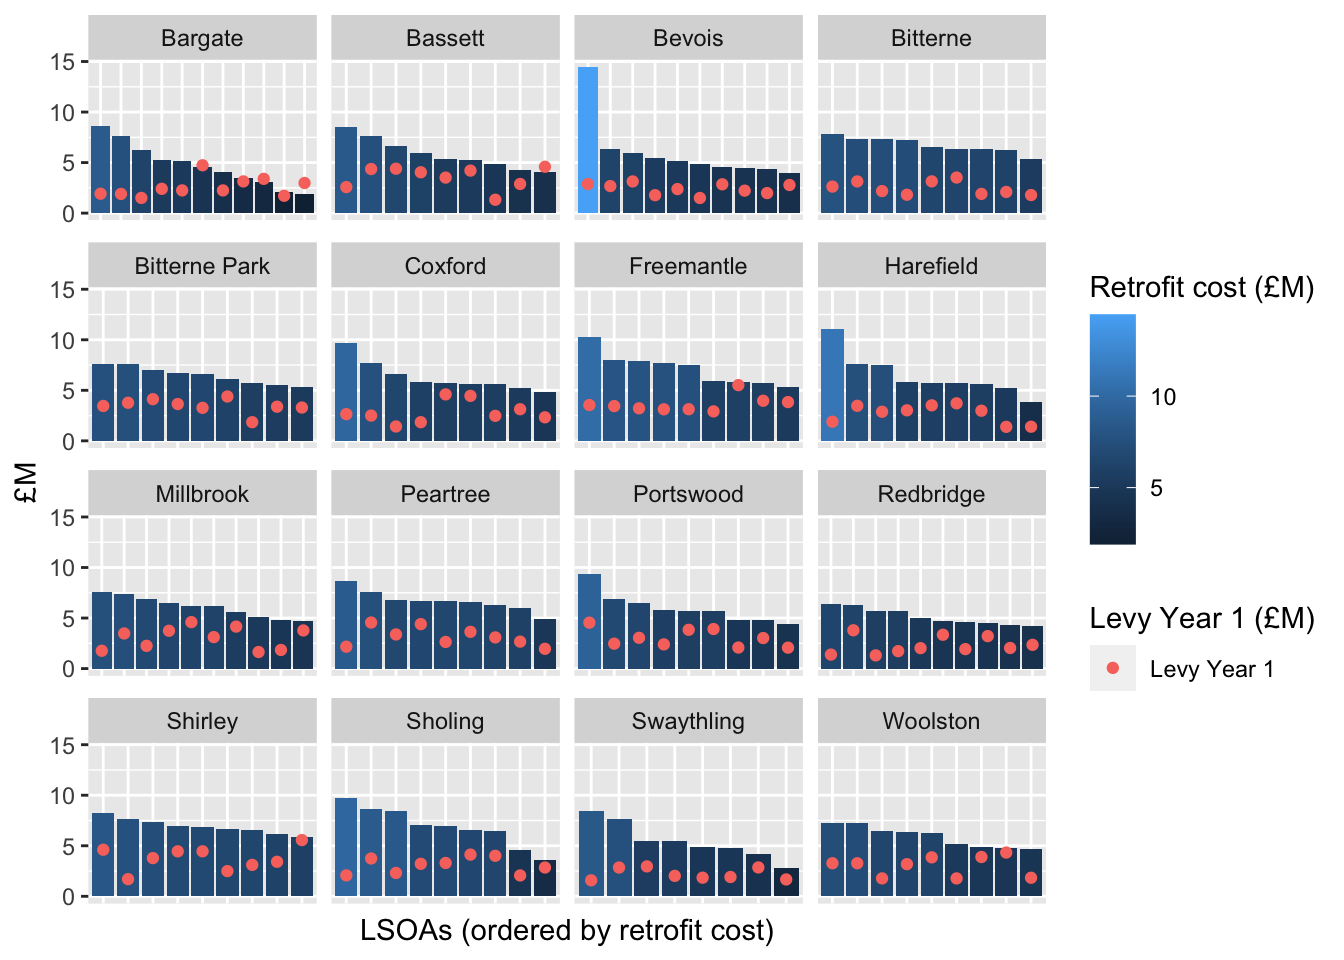 Bargate Bassett Bevois Bitterne
15
10
5
0
Bitterne Park Coxford Freemantle Harefield
15
10
5
0
Millbrook Peartree Portswood Redbridge
15
10
5
0
Shirley Sholing Swaythling Woolston
15
10
5
0
£M
LSOAs (ordered by retrofit cost)
Retrofit cost (£M)
10
5
Levy Year 1 (£M)
Levy Year 1